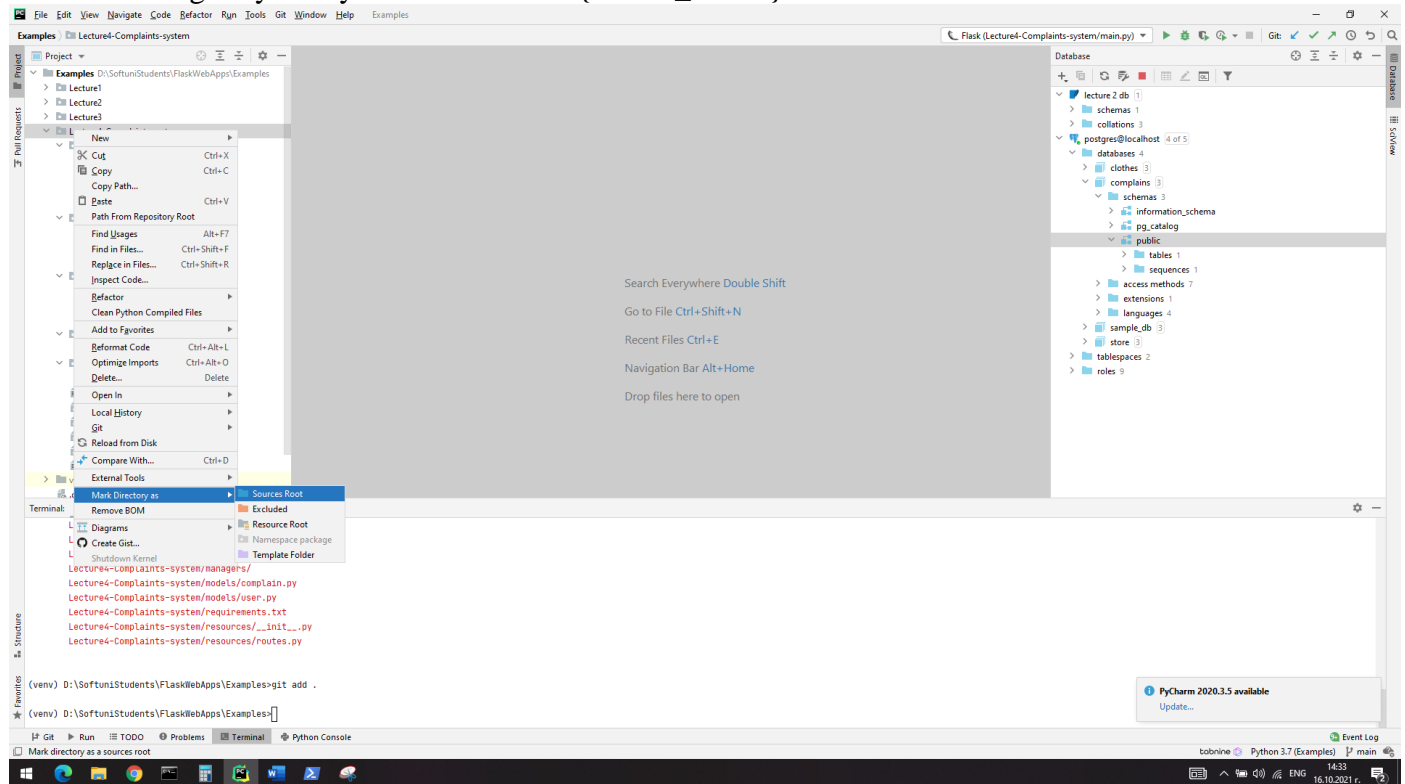 File Edit View Navigate Code Refactor Run Tools Git Window Help Examples
Examples Lecture4-Complaints-system
Flask (Lecture4-Complaints-system/main.py)
Git:
Project
Examples D:\SoftuniStudents\FlaskWebApps\Examples
Lecture1
Lecture2
Lecture3
New
Cut Ctrl+X
Copy Ctrl+C
Copy Path...
Paste Ctrl+V
Path From Repository Root
Find Usages Alt+F7
Find in Files... Ctrl+Shift+F
Replace in Files... Ctrl+Shift+R
Inspect Code...
Refactor
Clean Python Compiled Files
Add to Favorites
Reformat Code Ctrl+Alt+L
Optimize Imports Ctrl+Alt+O
Delete... Delete
Open In
Local History
Git
Reload from Disk
Compare With... Ctrl+D
External Tools
Mark Directory as
Remove BOM
Diagrams
Create Gist...
Shutdown Kernel
Sources Root
Excluded
Resource Root
Namespace package
Template Folder
Search Everywhere Double Shift
Go to File Ctrl+Shift+N
Recent Files Ctrl+E
Navigation Bar Alt+Home
Drop files here to open
Database
lecture 2 db 1
schemas 1
collations 3
postgres@localhost 4 of 5
databases 4
clothes 3
complains 3
schemas 3
information_schema
pg_catalog
public
tables 1
sequences 1
access methods 7
extensions 1
languages 4
sample_db 3
store 3
tablespaces 2
roles 9
Project
Pull Requests
Structure
Favorites
Database
SciView
Terminal:
Lecture4-Complaints-system/managers/
Lecture4-Complaints-system/models/complain.py
Lecture4-Complaints-system/models/user.py
Lecture4-Complaints-system/requirements.txt
Lecture4-Complaints-system/resources/__init__.py
Lecture4-Complaints-system/resources/routes.py
(venv) D:\SoftuniStudents\FlaskWebApps\Examples>git add .
(venv) D:\SoftuniStudents\FlaskWebApps\Examples>
PyCharm 2020.3.5 available
Update...
Git Run TODO Problems Terminal Python Console
Event Log
Mark directory as a sources root
tabnine Python 3.7 (Examples) main
ENG 14:33
16.10.2021 г.